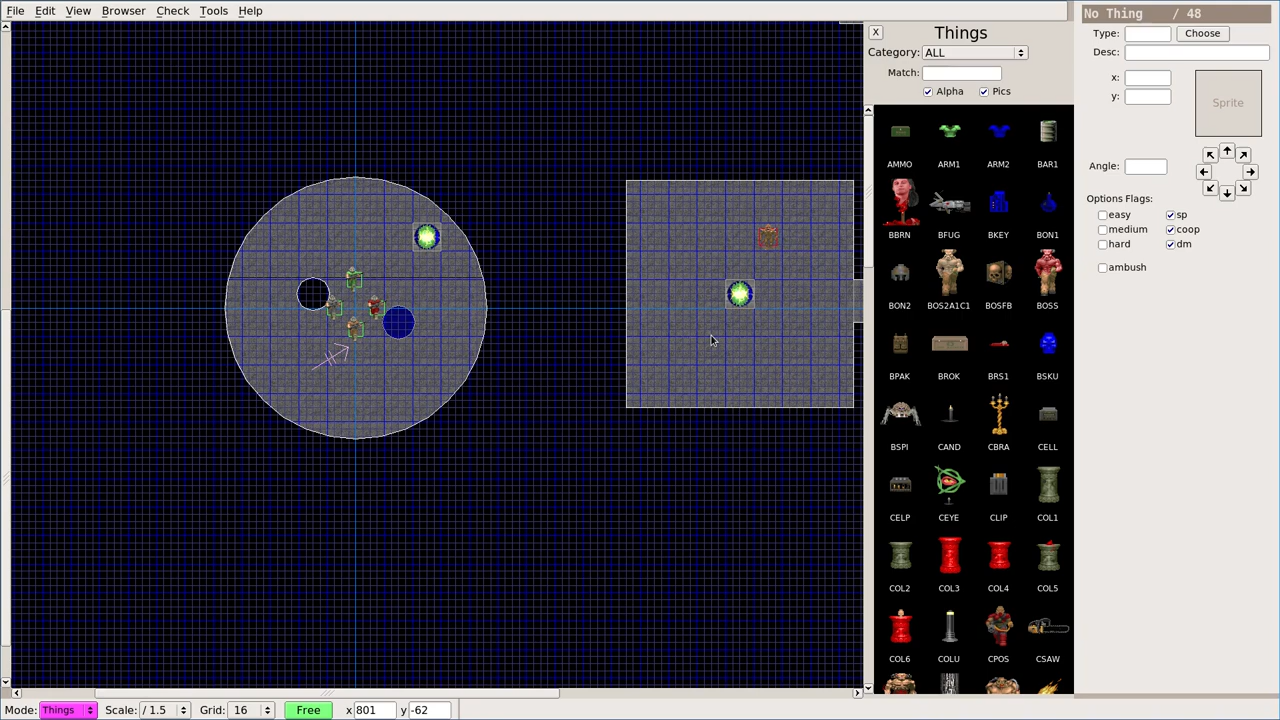 File Edit View Browser Check Tools Help
No Thing / 48
X Things
Category: ALL
Match:
Alpha Pics
AMMO ARM1 ARM2 BAR1
BBRN BFUG BKEY BON1
BON2 BOS2A1C1 BOSFB BOSS
BPAK BROK BRS1 BSKU
BSPI CAND CBRA CELL
CELP CEYE CLIP COL1
COL2 COL3 COL4 COL5
COL6 COLU CPOS CSAW
Type: Choose
Desc:
x:
y:
Sprite
Angle:
Options Flags:
easy sp
medium coop
hard dm
ambush
Mode: Things Scale: / 1.5 Grid: 16 Free x 801 y -62